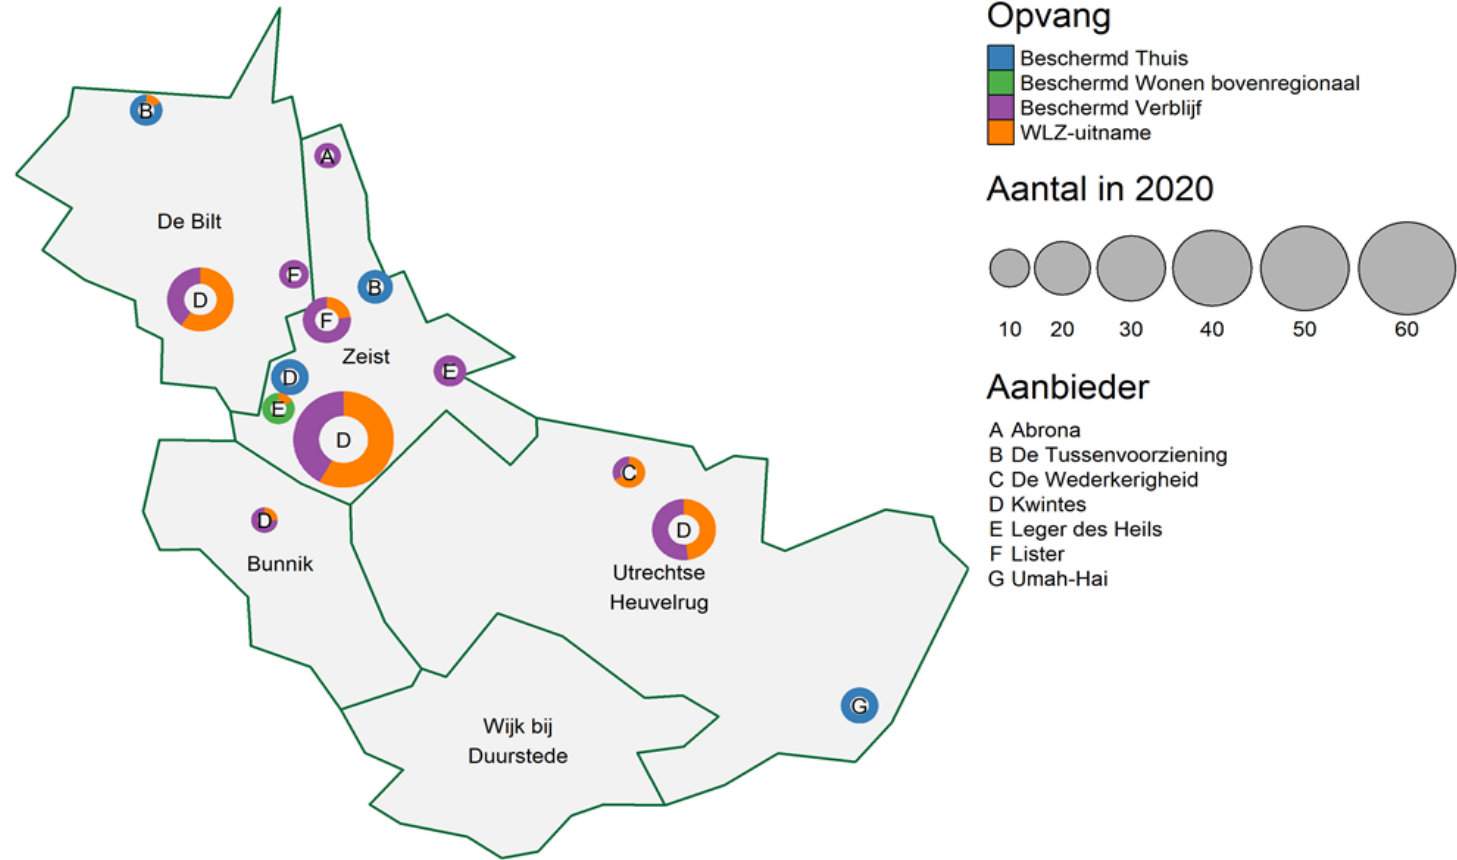 Opvang
Beschermd Thuis
Beschermd Wonen bovenregionaal
Beschermd Verblijf
WLZ-uitname
Aantal in 2020
10 20 30 40 50 60
Aanbieder
A Abrona
B De Tussenvoorziening
C De Wederkerigheid
D Kwintes
E Leger des Heils
F Lister
G Umah-Hai
B
A
De Bilt
F
B
D
F
Zeist
E
D
E
D
C
D
D
Bunnik
Utrechtse
Heuvelrug
G
Wijk bij
Duurstede